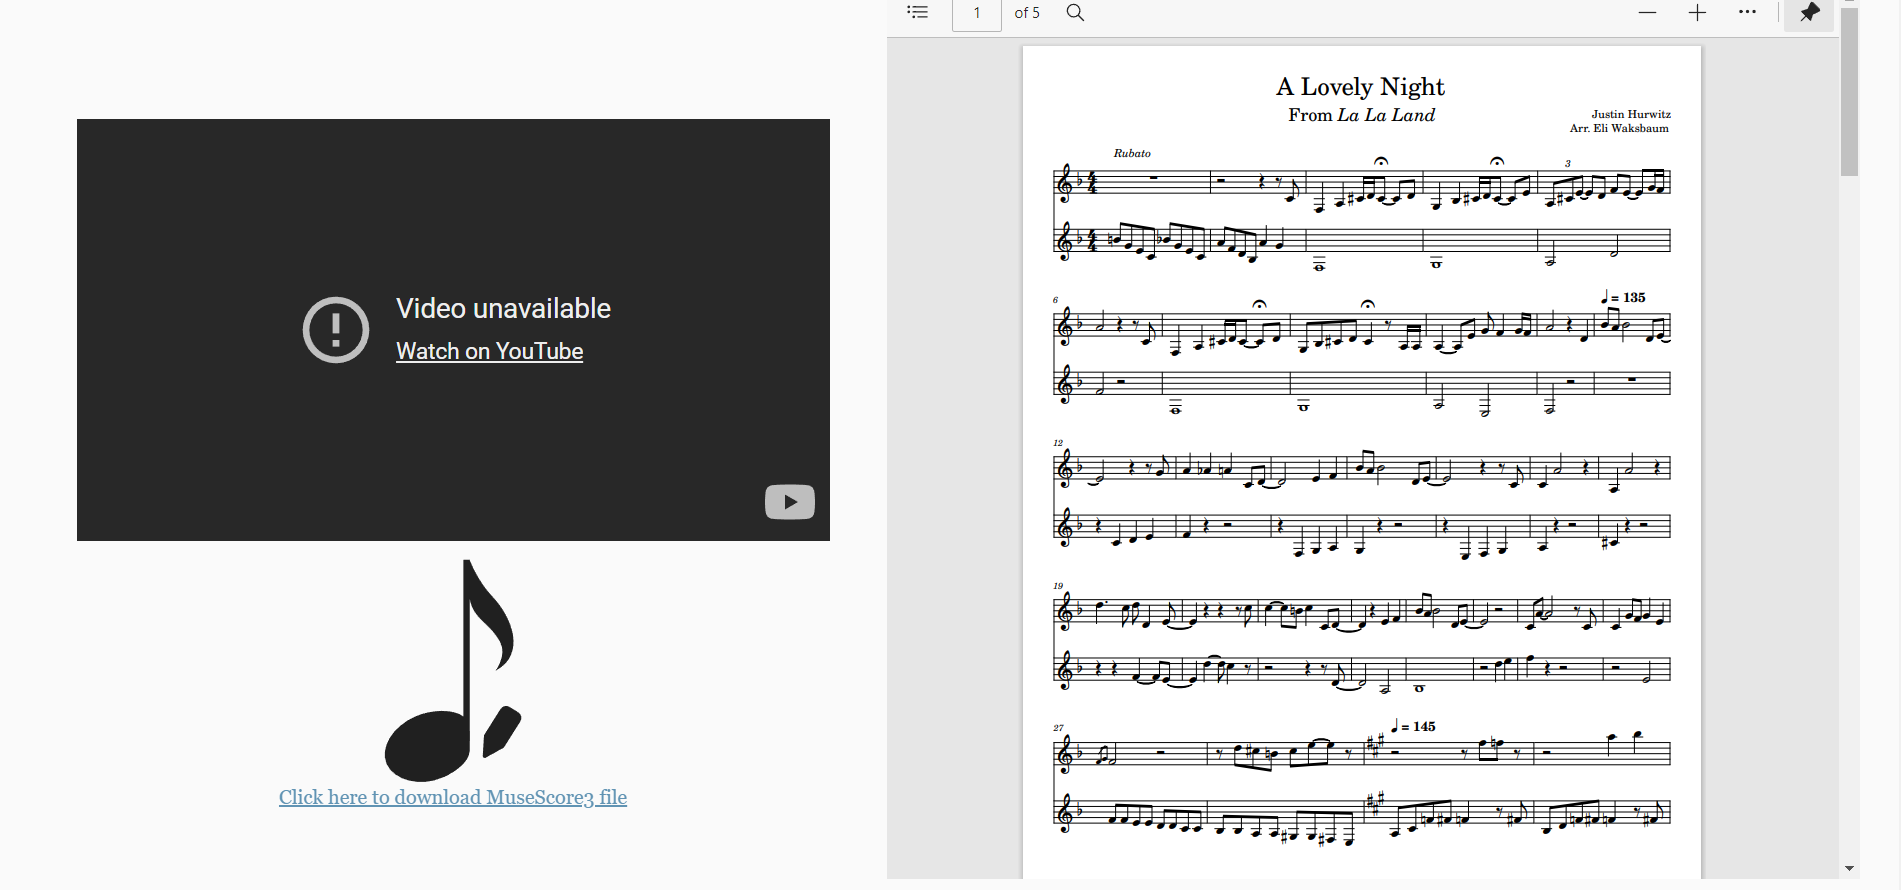 Video unavailable
Watch on YouTube
Click here to download MuseScore3 file
1 of 5
A Lovely Night
From La La Land
Justin Hurwitz
Arr. Eli Waksbaum
Rubato
3
6
= 135
12
19
27
= 145